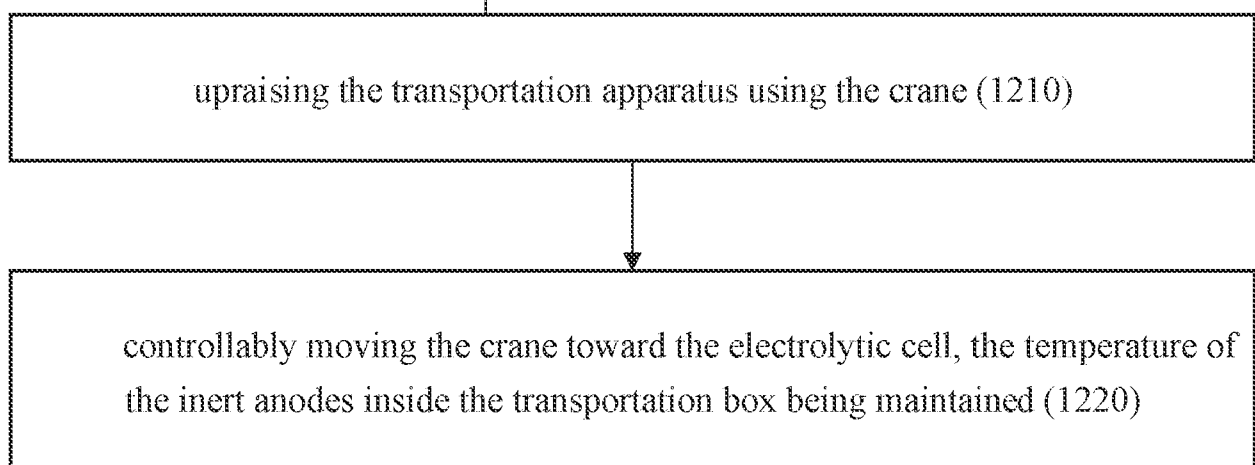 upraising the transportation apparatus using the crane (1210)
controllably moving the crane toward the electrolytic cell, the temperature of
the inert anodes inside the transportation box being maintained (1220)